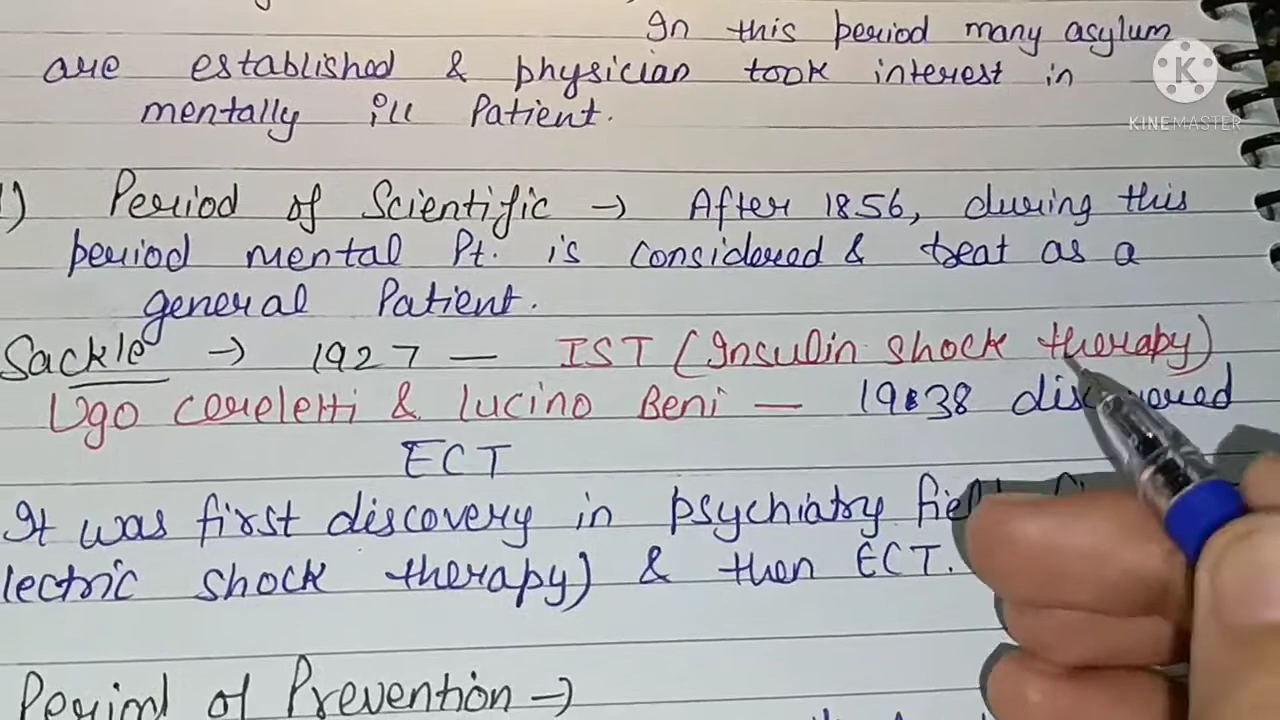 In this period many asylum
are established & physician took interest in
mentally ill Patient.
Period of Scientific → After 1856, during this
period mental Pt. is considered & treat as a
general Patient.
Sackle → 1927 — IST (Insulin shock therapy)
Ugo cereletti & lucino Beni — 1938
ECT
It was first discovery in psychiatry
lectric shock therapy) & then ECT.
Period of Prevention →
K
KINEMASTER